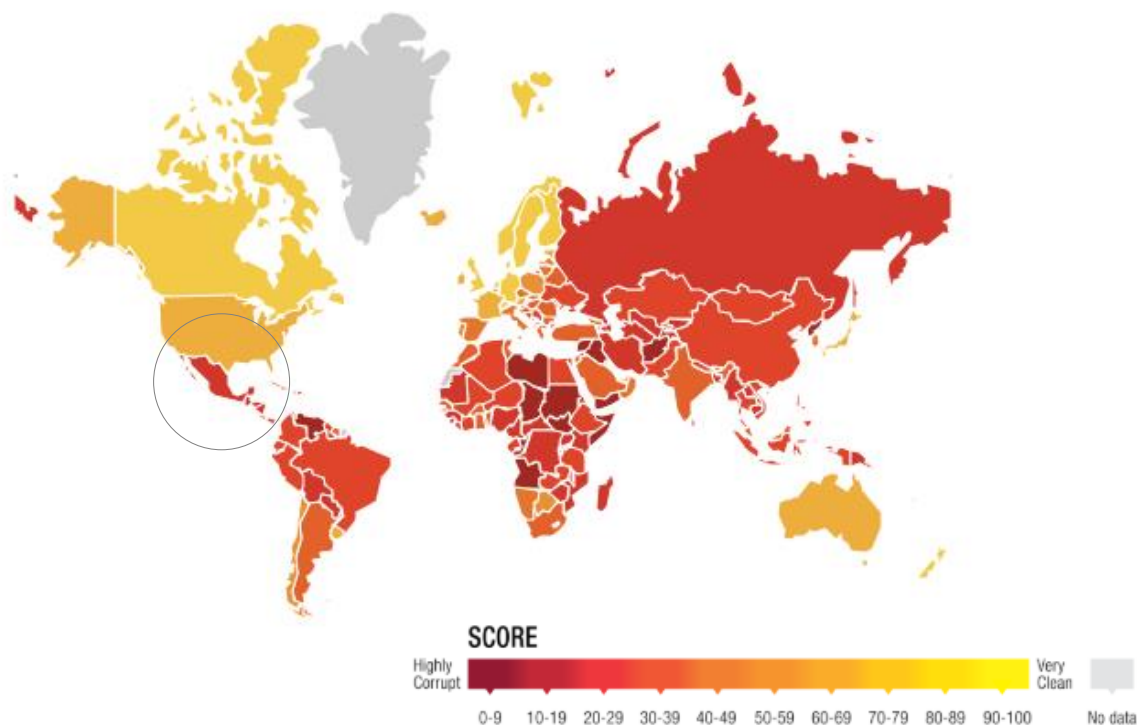 SCORE
Highly
Corrupt
Very
Clean
0-9 10-19 20-29 30-39 40-49 50-59 60-69 70-79 80-89 90-100 No data